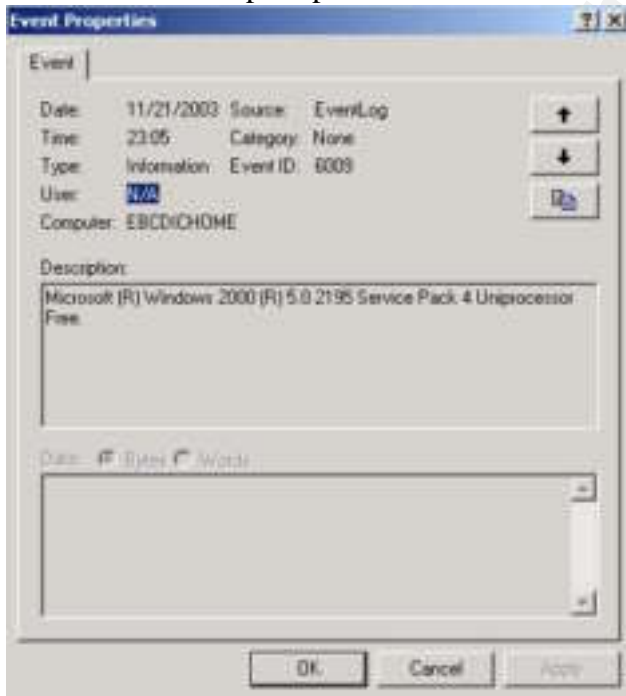 Event Properties
Event
Date: 11/21/2003 Source: EventLog
Time: 23:05 Category: None
Type: Information Event ID: 6009
User: N/A
Computer: EBCDICHOME
Description:
Microsoft (R) Windows 2000 (R) 5.0 2195 Service Pack 4 Uniprocessor
Free.
Data: Bytes Words
OK Cancel Apply